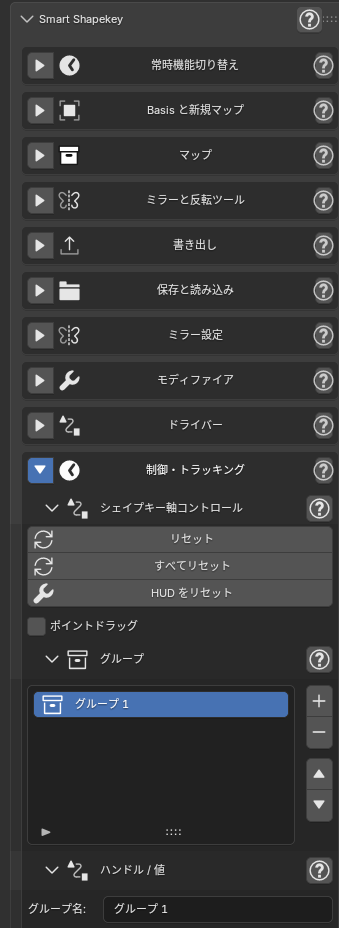 Smart Shapekey
常時機能切り替え
Basis と新規マップ
マップ
ミラーと反転ツール
書き出し
保存と読み込み
ミラー設定
モディファイア
ドライバー
制御・トラッキング
シェイプキー軸コントロール
リセット
すべてリセット
HUD をリセット
ポイントドラッグ
グループ
グループ 1
ハンドル / 値
グループ名: グループ 1